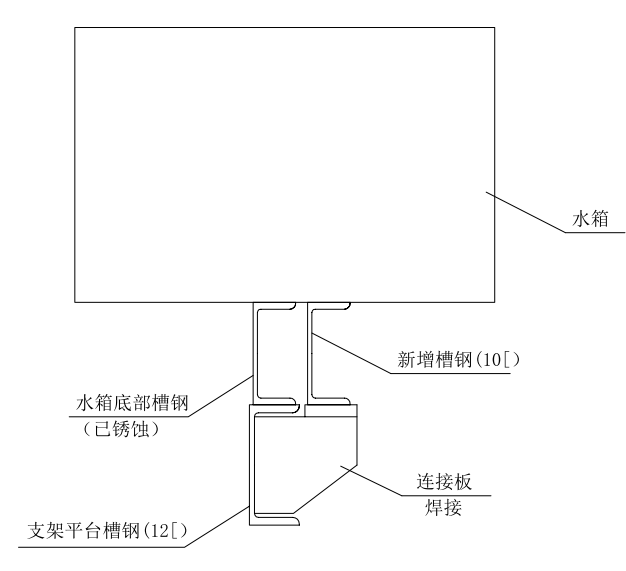 水箱
新增槽钢(10[)
水箱底部槽钢
(已锈蚀)
连接板
焊接
支架平台槽钢(12[)